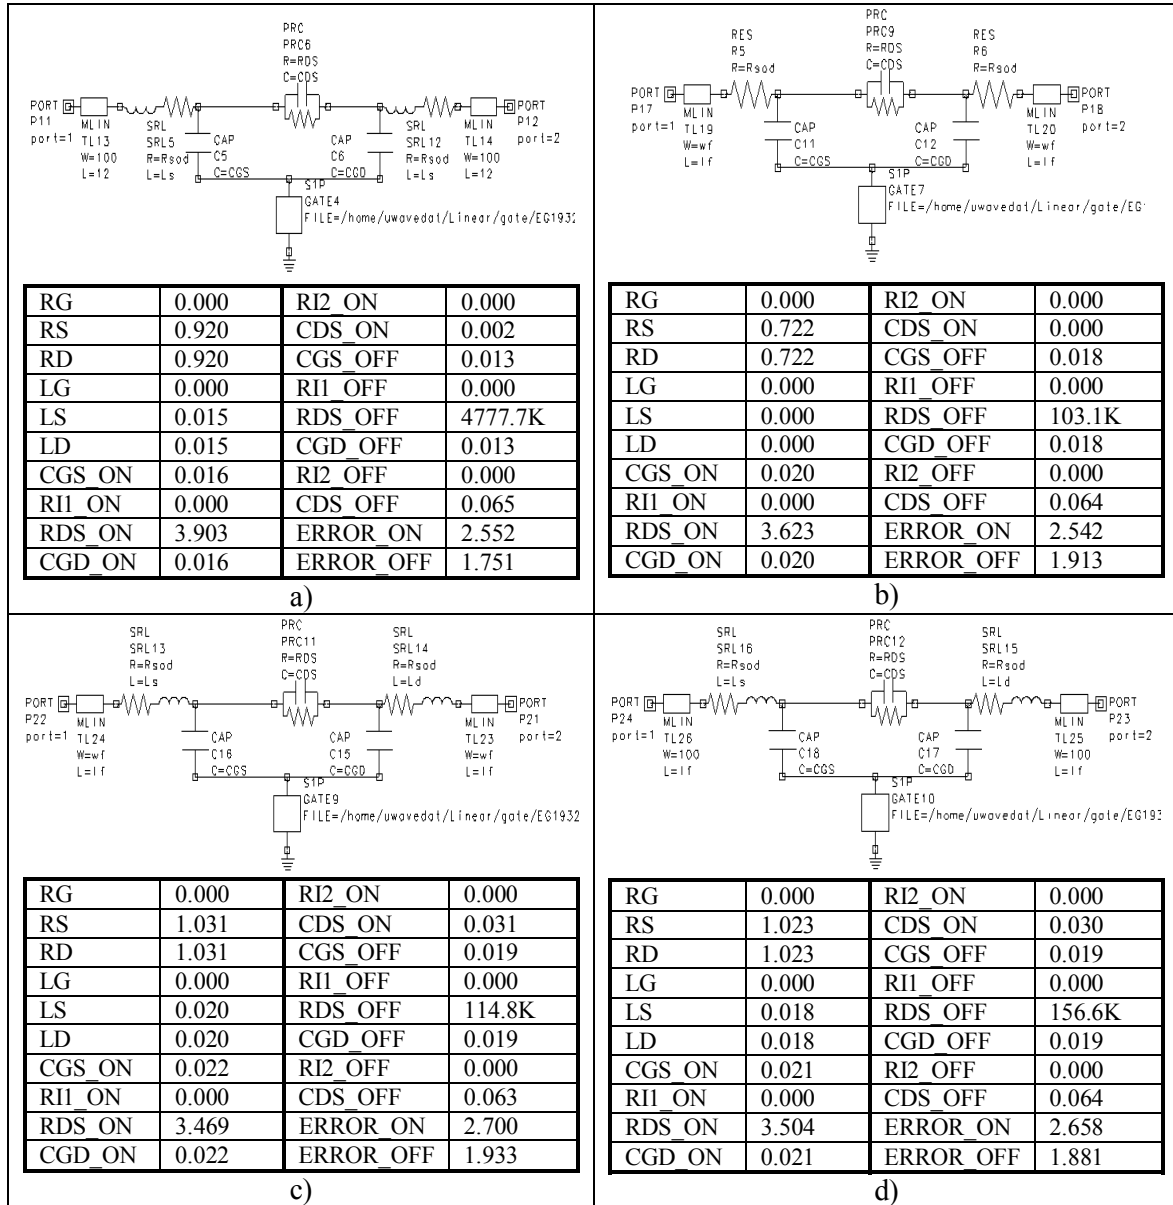 PRC
PRC6
R=RDS
C=CDS
PORT
P11
port=1
MLIN
TL13
W=100
L=12
SRL
SRL5
R=Rsod
L=Ls
CAP
C5
C=CGS
CAP
C6
C=CGD
SRL
SRL12
R=Rsod
L=Ls
MLIN
TL14
W=100
L=12
PORT
P12
port=2
S1P
GATE4
FILE=/home/uwavedat/Linear/gate/EG1932
RG 0.000 RI2_ON 0.000
RS 0.920 CDS_ON 0.002
RD 0.920 CGS_OFF 0.013
LG 0.000 RI1_OFF 0.000
LS 0.015 RDS_OFF 4777.7K
LD 0.015 CGD_OFF 0.013
CGS_ON 0.016 RI2_OFF 0.000
RI1_ON 0.000 CDS_OFF 0.065
RDS_ON 3.903 ERROR_ON 2.552
CGD_ON 0.016 ERROR_OFF 1.751
a)
PRC
PRC9
R=RDS
C=CDS
RES
R5
R=Rsod
RES
R6
R=Rsod
PORT
P17
port=1
MLIN
TL19
W=wf
L=lf
CAP
C11
C=CGS
CAP
C12
C=CGD
MLIN
TL20
W=wf
L=lf
PORT
P18
port=2
S1P
GATE7
FILE=/home/uwavedat/Linear/gate/EG
RG 0.000 RI2_ON 0.000
RS 0.722 CDS_ON 0.000
RD 0.722 CGS_OFF 0.018
LG 0.000 RI1_OFF 0.000
LS 0.000 RDS_OFF 103.1K
LD 0.000 CGD_OFF 0.018
CGS_ON 0.020 RI2_OFF 0.000
RI1_ON 0.000 CDS_OFF 0.064
RDS_ON 3.623 ERROR_ON 2.542
CGD_ON 0.020 ERROR_OFF 1.913
b)
SRL
SRL13
R=Rsod
L=Ls
PRC
PRC11
R=RDS
C=CDS
SRL
SRL14
R=Rsod
L=Ld
PORT
P22
port=1
MLIN
TL24
W=wf
L=lf
CAP
C16
C=CGS
CAP
C15
C=CGD
MLIN
TL23
W=wf
L=lf
PORT
P21
port=2
S1P
GATE9
FILE=/home/uwavedat/Linear/gate/EG1932
RG 0.000 RI2_ON 0.000
RS 1.031 CDS_ON 0.031
RD 1.031 CGS_OFF 0.019
LG 0.000 RI1_OFF 0.000
LS 0.020 RDS_OFF 114.8K
LD 0.020 CGD_OFF 0.019
CGS_ON 0.022 RI2_OFF 0.000
RI1_ON 0.000 CDS_OFF 0.063
RDS_ON 3.469 ERROR_ON 2.700
CGD_ON 0.022 ERROR_OFF 1.933
c)
SRL
SRL16
R=Rsod
L=Ls
PRC
PRC12
R=RDS
C=CDS
SRL
SRL15
R=Rsod
L=Ld
PORT
P24
port=1
MLIN
TL26
W=100
L=lf
CAP
C18
C=CGS
CAP
C17
C=CGD
MLIN
TL25
W=100
L=lf
PORT
P23
port=2
S1P
GATE10
FILE=/home/uwavedat/Linear/gate/EG193
RG 0.000 RI2_ON 0.000
RS 1.023 CDS_ON 0.030
RD 1.023 CGS_OFF 0.019
LG 0.000 RI1_OFF 0.000
LS 0.018 RDS_OFF 156.6K
LD 0.018 CGD_OFF 0.019
CGS_ON 0.021 RI2_OFF 0.000
RI1_ON 0.000 CDS_OFF 0.064
RDS_ON 3.504 ERROR_ON 2.658
CGD_ON 0.021 ERROR_OFF 1.881
d)